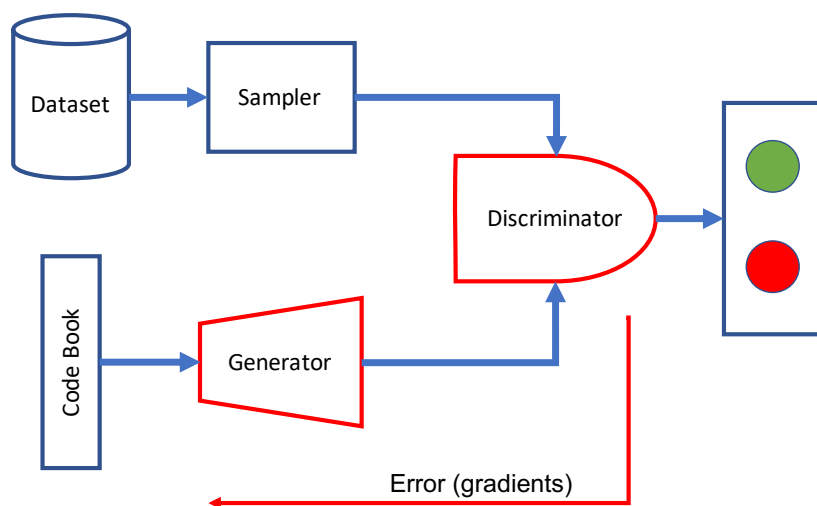 Dataset
Sampler
Discriminator
Code Book
Generator
Error (gradients)